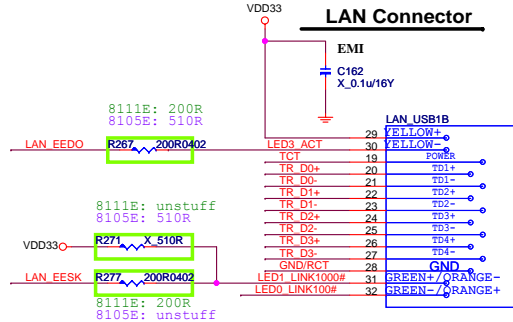 VDD33
LAN Connector
EMI
C162
X_0.1u/16Y
8111E: 200R
8105E: 510R
LAN_USB1B
LAN_EEDO R267 200R0402 LED3_ACT 29 YELLOW+
30 YELLOW-
TCT 19 POWER
TR_D0+ 20 TD1+
TR_D0- 21 TD1-
TR_D1+ 22 TD2+
TR_D1- 23 TD2-
TR_D2+ 24 TD3+
TR_D2- 25 TD3-
TR_D3+ 26 TD4+
TR_D3- 27 TD4-
GND/RCT 28 GND
8111E: unstuff
8105E: 510R
VDD33 R271 X_510R
LAN_EESK R277 200R0402 LED1_LINK1000# 31 GREEN+/ORANGE-
LED0_LINK100# 32 GREEN-/ORANGE+
8111E: 200R
8105E: unstuff